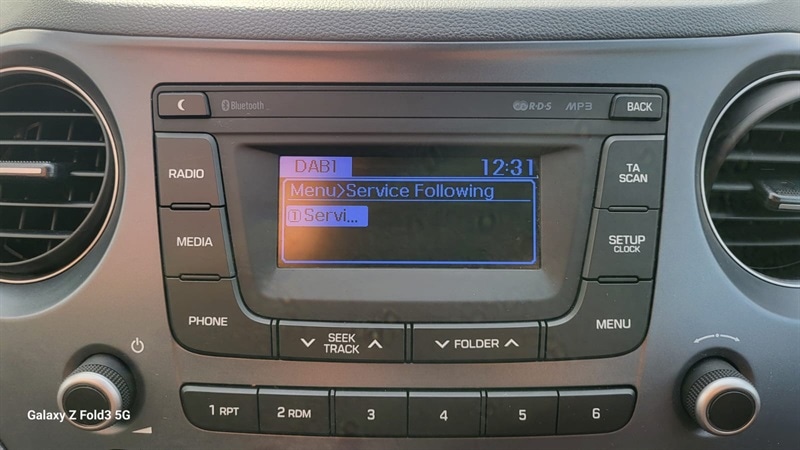 Bluetooth
R·D·S
MP3
BACK
DAB1
12:31
Menu>Service Following
1 Servi...
RADIO
MEDIA
PHONE
TA
SCAN
SETUP
CLOCK
MENU
SEEK
TRACK
FOLDER
1 RPT
2 RDM
3
4
5
6
Galaxy Z Fold3 5G